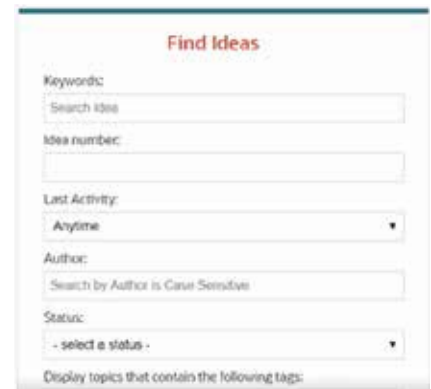 Find Ideas
Keywords:
Search Idea
Idea number:
Last Activity:
Anytime
Author:
Search by Author is Case Sensitive
Status:
- select a status -
Display topics that contain the following tags: